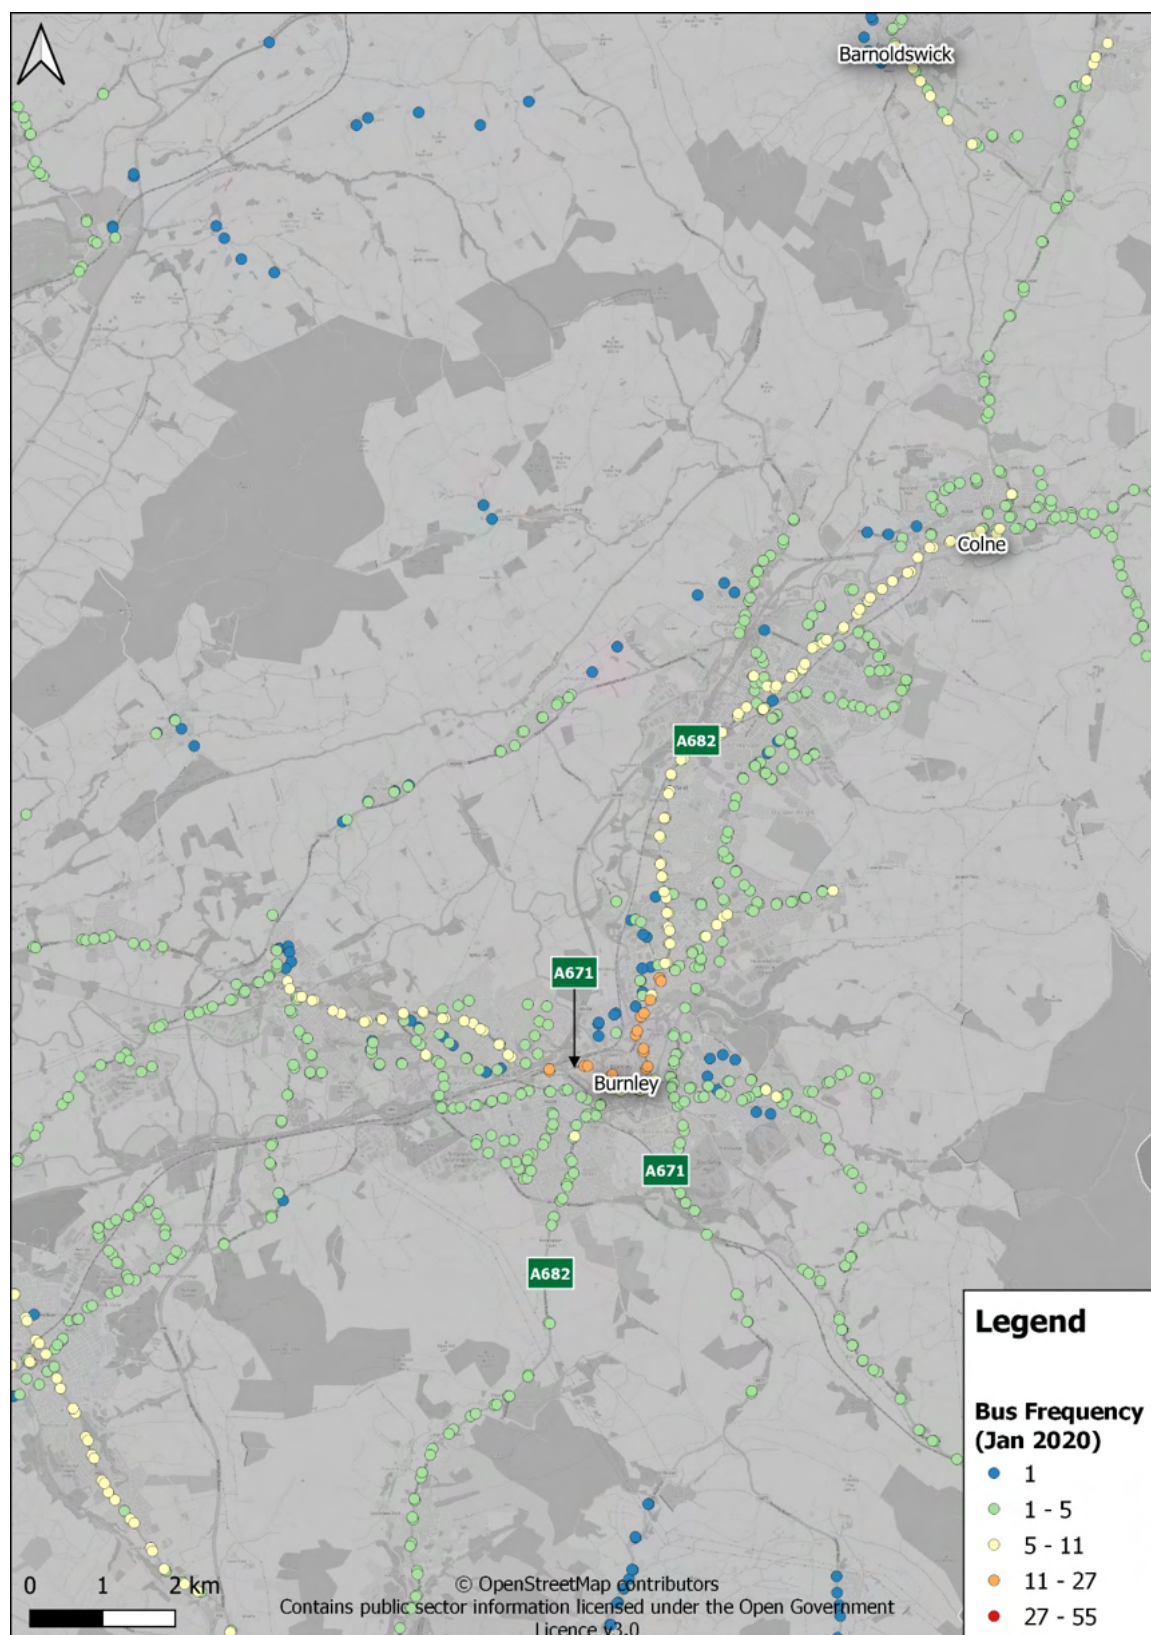 Barnoldswick
Colne
A682
A671
Burnley
A671
A682
Legend
Bus Frequency
(Jan 2020)
1
1 - 5
5 - 11
11 - 27
27 - 55
0 1 2 km
© OpenStreetMap contributors
Contains public sector information licensed under the Open Government
Licence v3.0